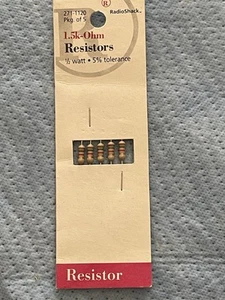 ®
RadioShack
271-1120
Pkg. of 5
1.5k-Ohm
Resistors
½ watt • 5% tolerance
Resistor